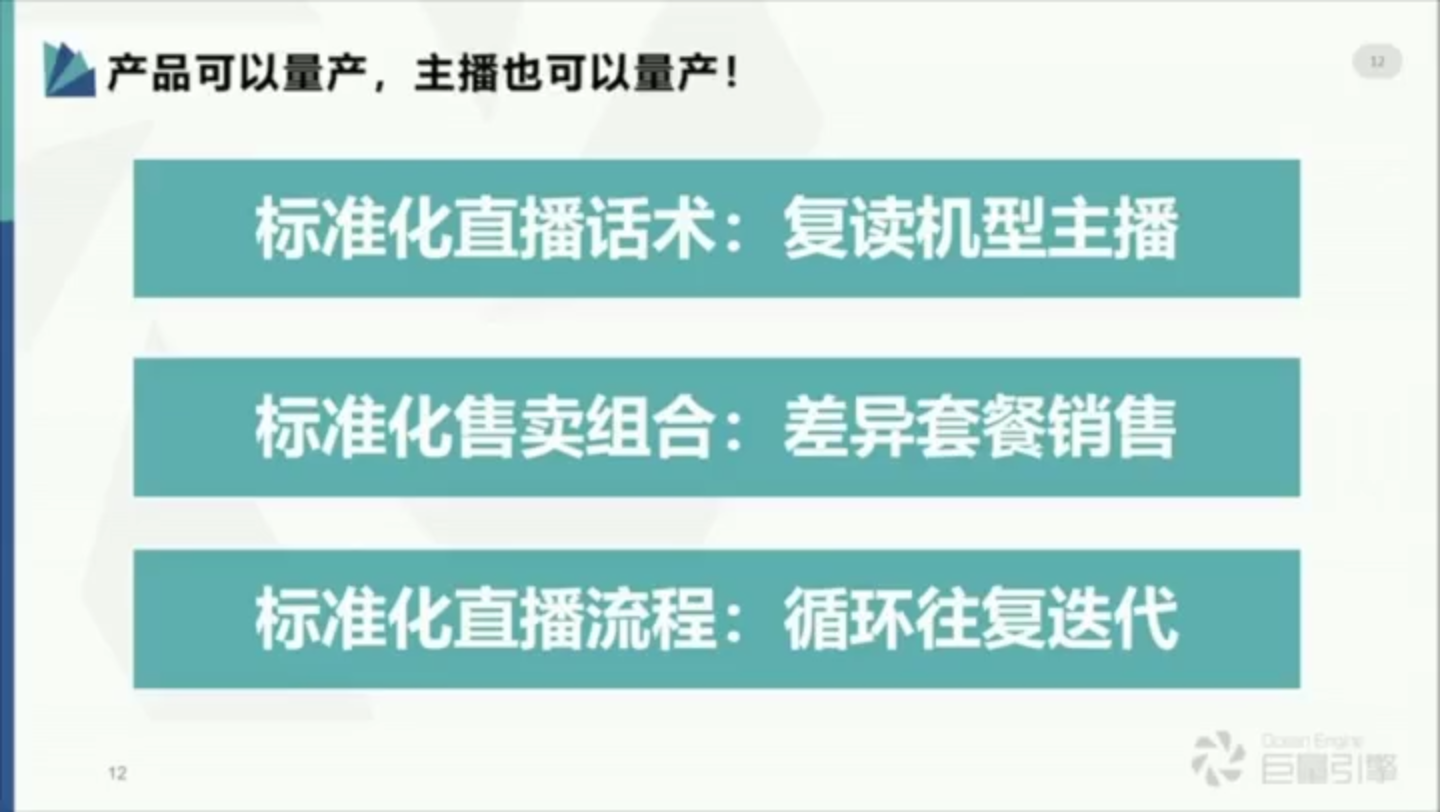 产品可以量产，主播也可以量产！
12
标准化直播话术：复读机型主播
标准化售卖组合：差异套餐销售
标准化直播流程：循环往复迭代
12
Ocean Engine
巨量引擎